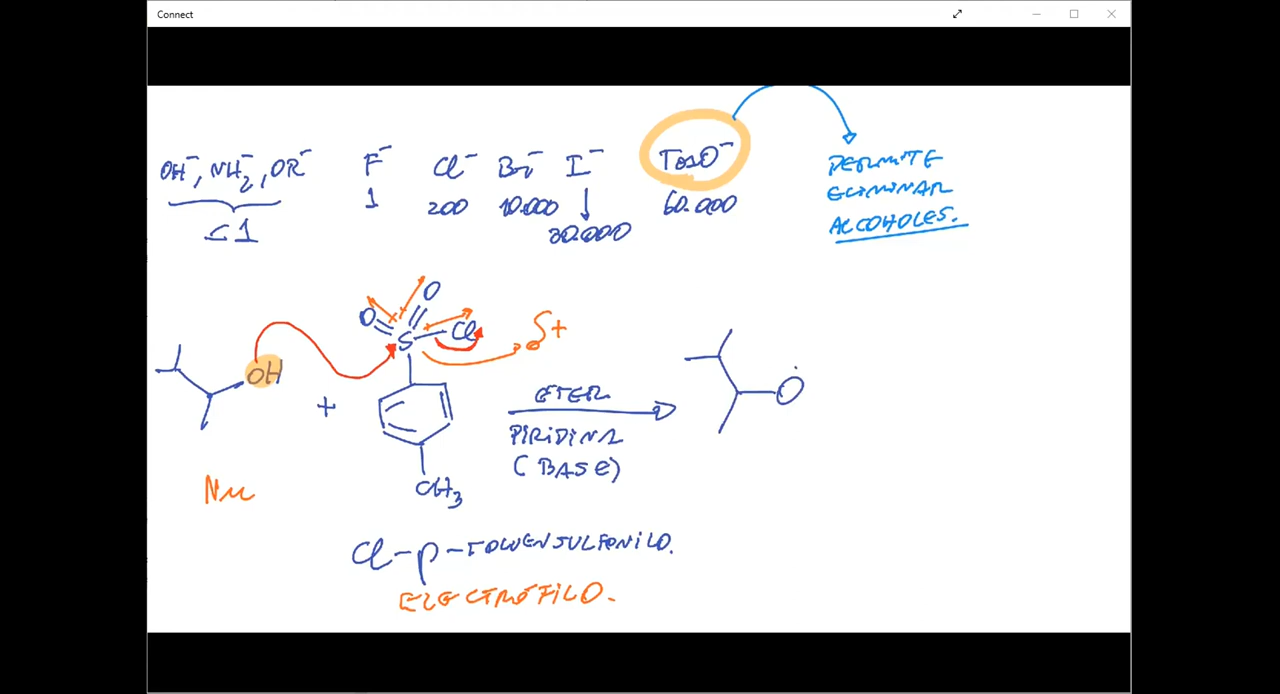 Connect
OH⁻, NH₂⁻, OR⁻ F⁻ Cl⁻ Br⁻ I⁻ TosO⁻
≤1 1 200 10.000 30.000 60.000
PERMITE
ELIMINAR
ALCOHOLES.
O O
S Cl δ+
OH
+
ETER
PIRIDINA
(BASE)
O
CH₃
Nu
Cl-p-TOLUENSULFONILO.
ELECTRÓFILO.